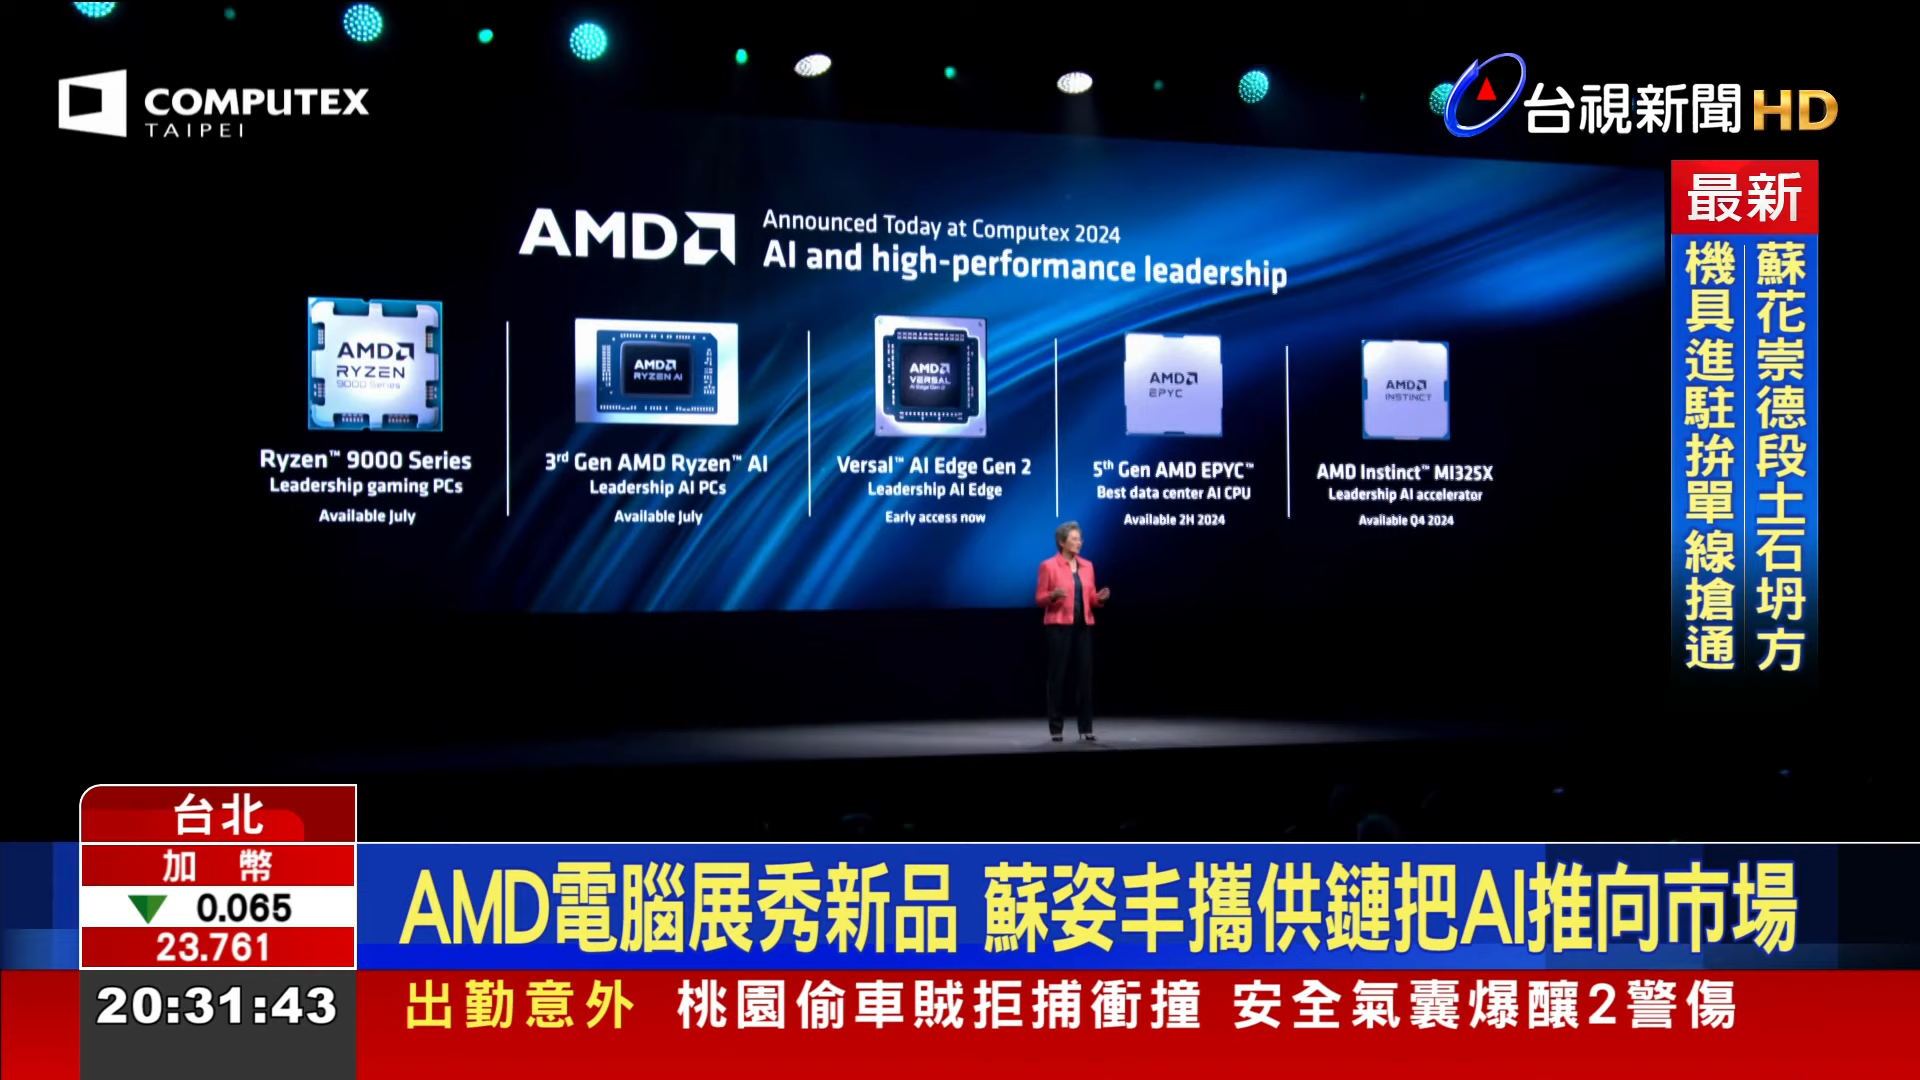 COMPUTEX
TAIPEI
台視新聞 HD
最新
蘇花崇德段土石坍方
機具進駐拚單線搶通
AMD
Announced Today at Computex 2024
AI and high-performance leadership
AMD
RYZEN
9000 Series
Ryzen™ 9000 Series
Leadership gaming PCs
Available July
AMD
RYZEN AI
3rd Gen AMD Ryzen™ AI
Leadership AI PCs
Available July
AMD
VERSAL
AI Edge Gen 2
Versal™ AI Edge Gen 2
Leadership AI Edge
Early access now
AMD
EPYC
5th Gen AMD EPYC™
Best data center AI CPU
Available 2H 2024
AMD
INSTINCT
AMD Instinct™ MI325X
Leadership AI accelerator
Available Q4 2024
台北
加 幣
▼ 0.065
23.761
20:31:43
AMD電腦展秀新品 蘇姿丰攜供鏈把AI推向市場
出勤意外 桃園偷車賊拒捕衝撞 安全氣囊爆釀2警傷